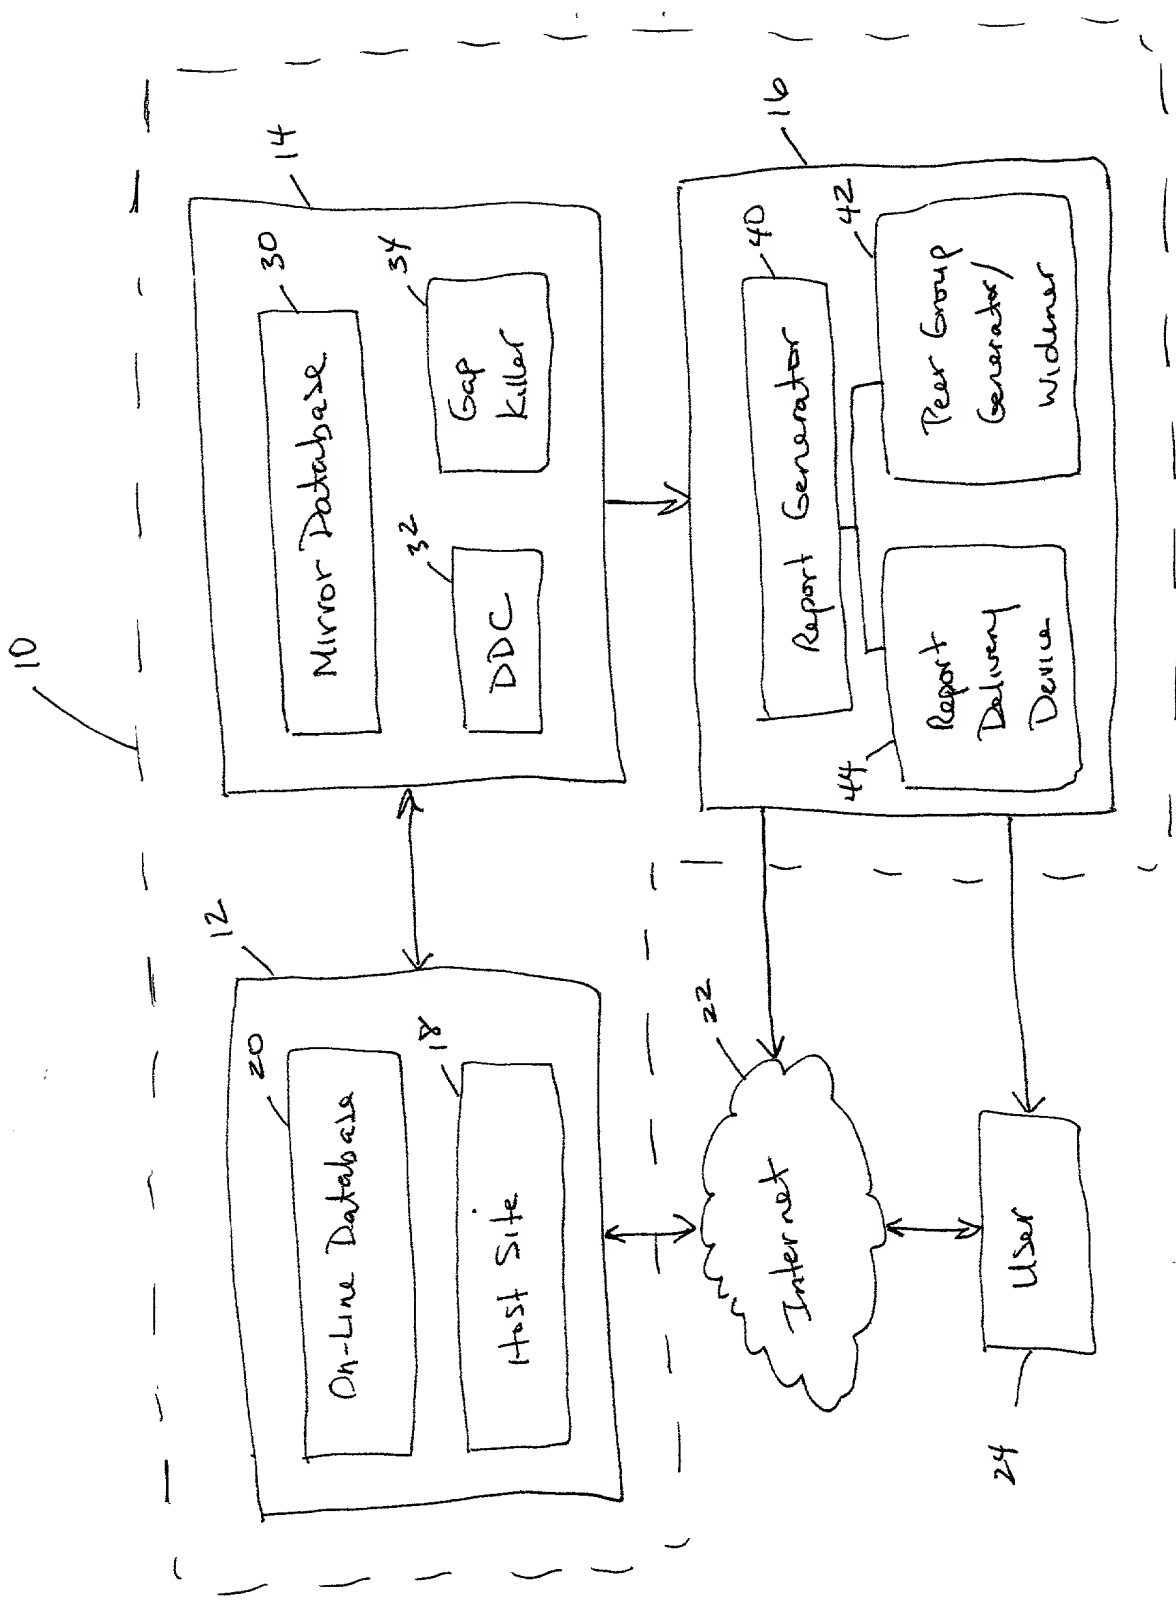 10
12
20
On-Line Database
18
Host Site
14
30
Mirror Database
32
DDC
34
Gap
Killer
16
40
Report Generator
44
Report
Delivery
Device
42
Peer Group
Generator/
Widener
22
Internet
User
24